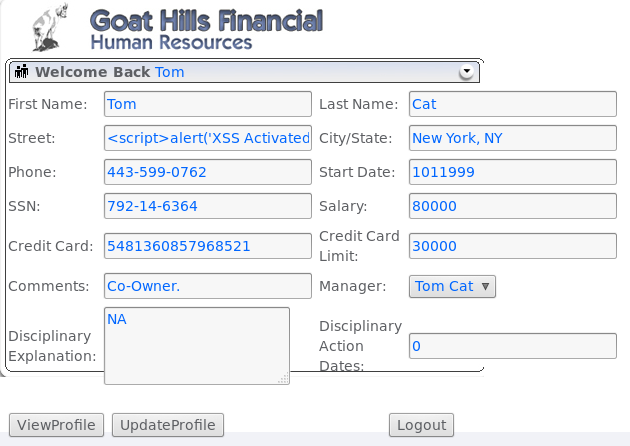 Goat Hills Financial
Human Resources
Welcome Back Tom
First Name: Tom Last Name: Cat
Street: <script>alert('XSS Activated City/State: New York, NY
Phone: 443-599-0762 Start Date: 1011999
SSN: 792-14-6364 Salary: 80000
Credit Card: 5481360857968521 Credit Card Limit: 30000
Comments: Co-Owner. Manager: Tom Cat
Disciplinary Explanation: NA Disciplinary Action Dates: 0
ViewProfile UpdateProfile Logout